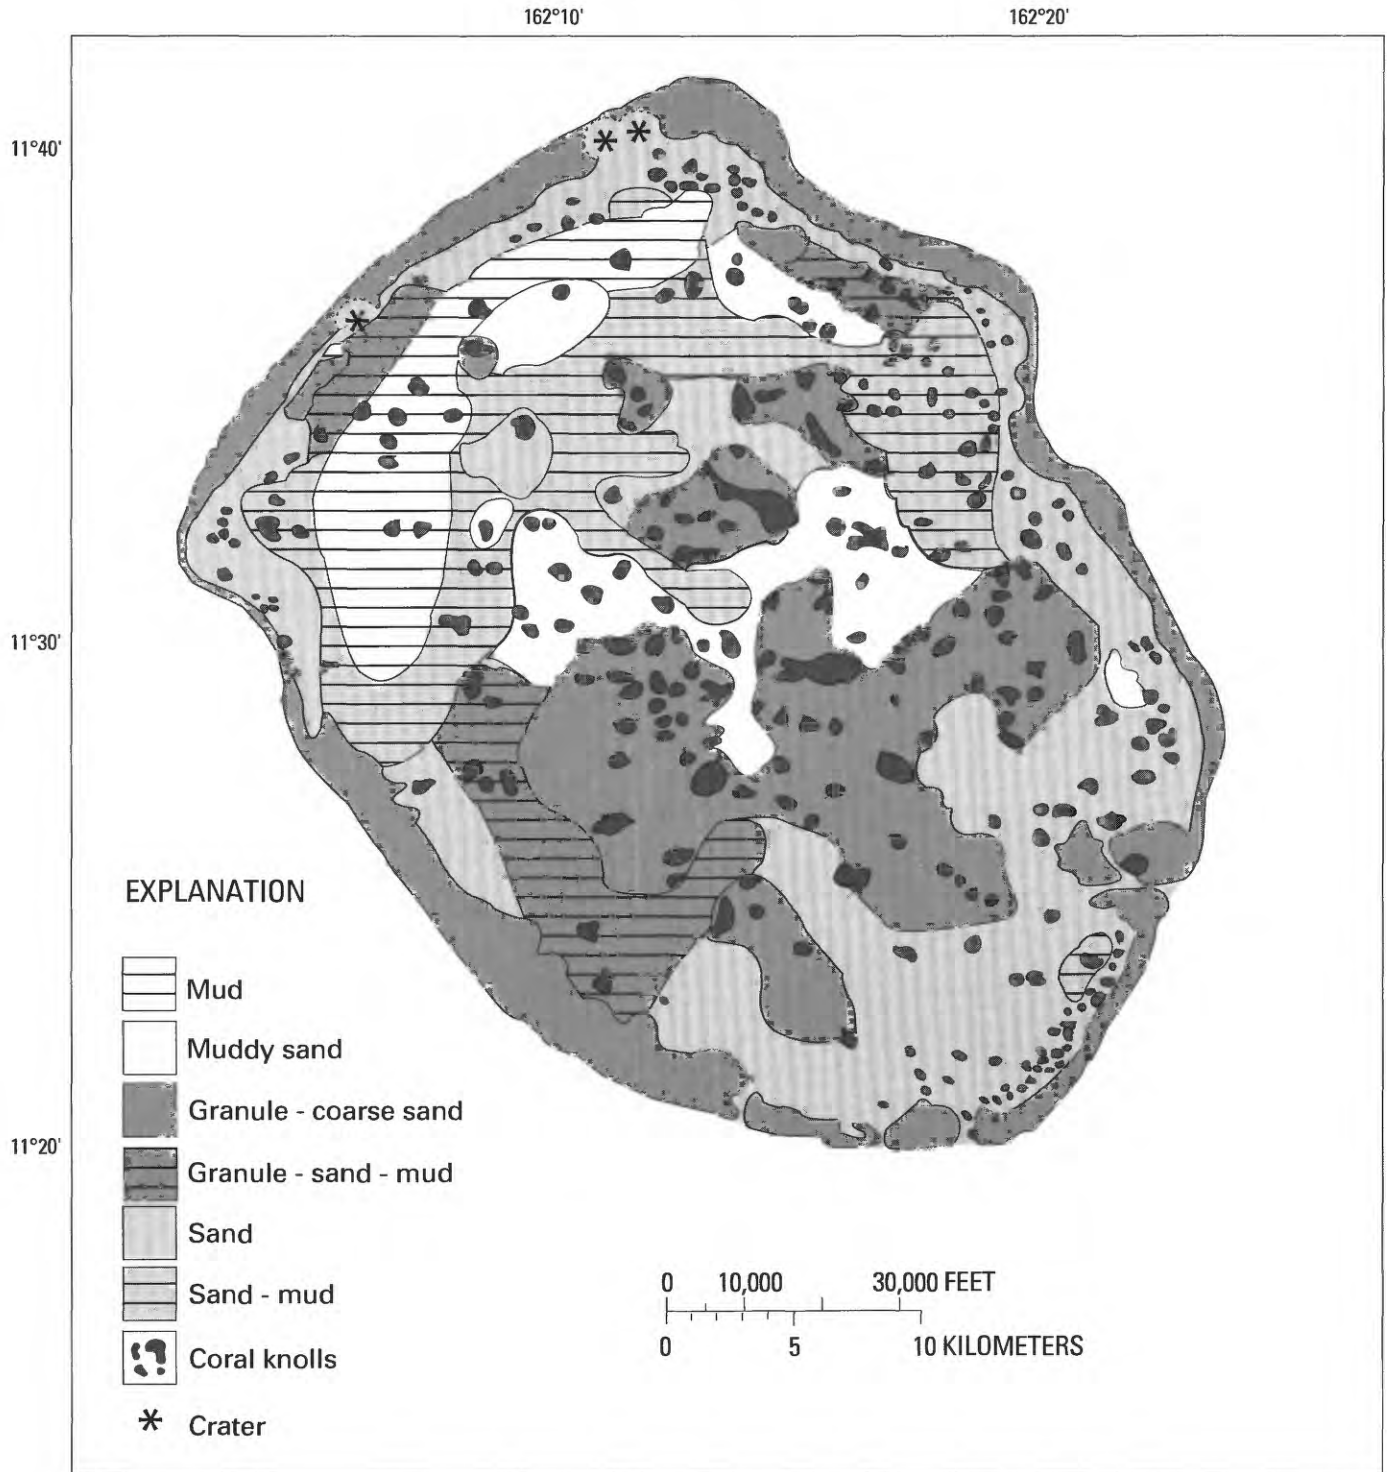 162°10' 162°20'
11°40'
11°30'
EXPLANATION
Mud
Muddy sand
Granule - coarse sand
11°20'
Granule - sand - mud
Sand
0 10,000 30,000 FEET
Sand - mud
0 5 10 KILOMETERS
Coral knolls
Crater